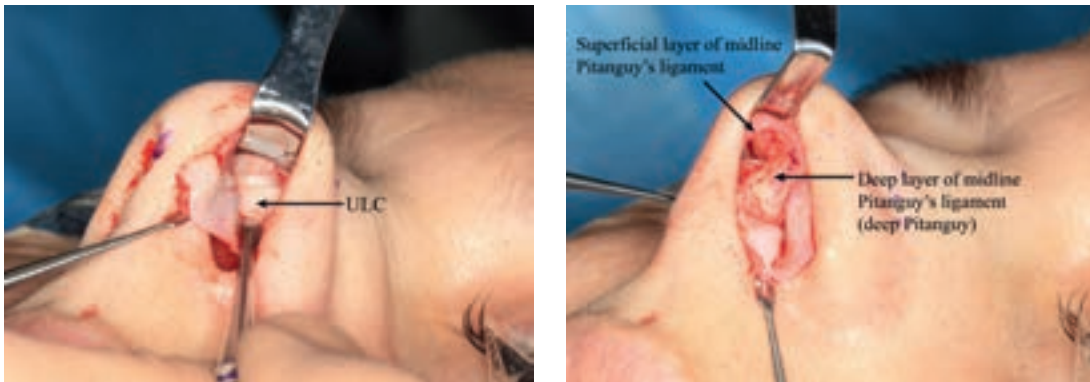 ULC
Superficial layer of midline
Pitanguy's ligament
Deep layer of midline
Pitanguy's ligament
(deep Pitanguy)